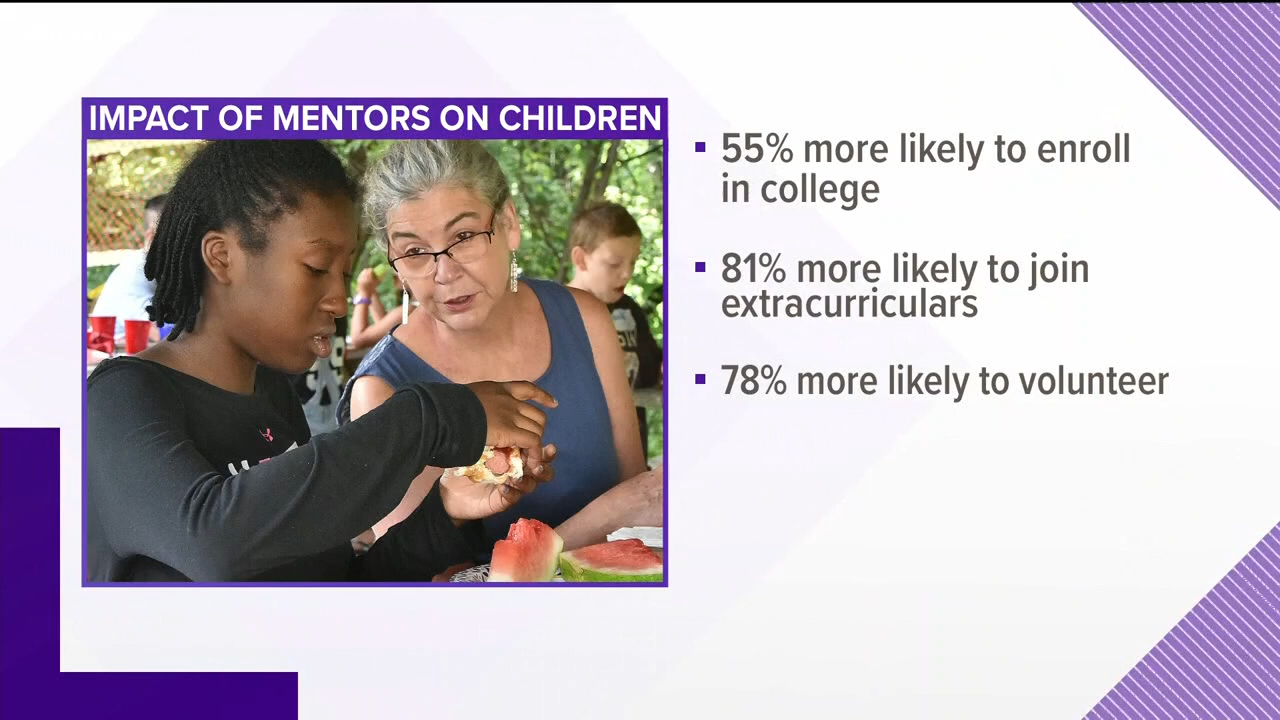 IMPACT OF MENTORS ON CHILDREN
55% more likely to enroll
in college
81% more likely to join
extracurriculars
78% more likely to volunteer